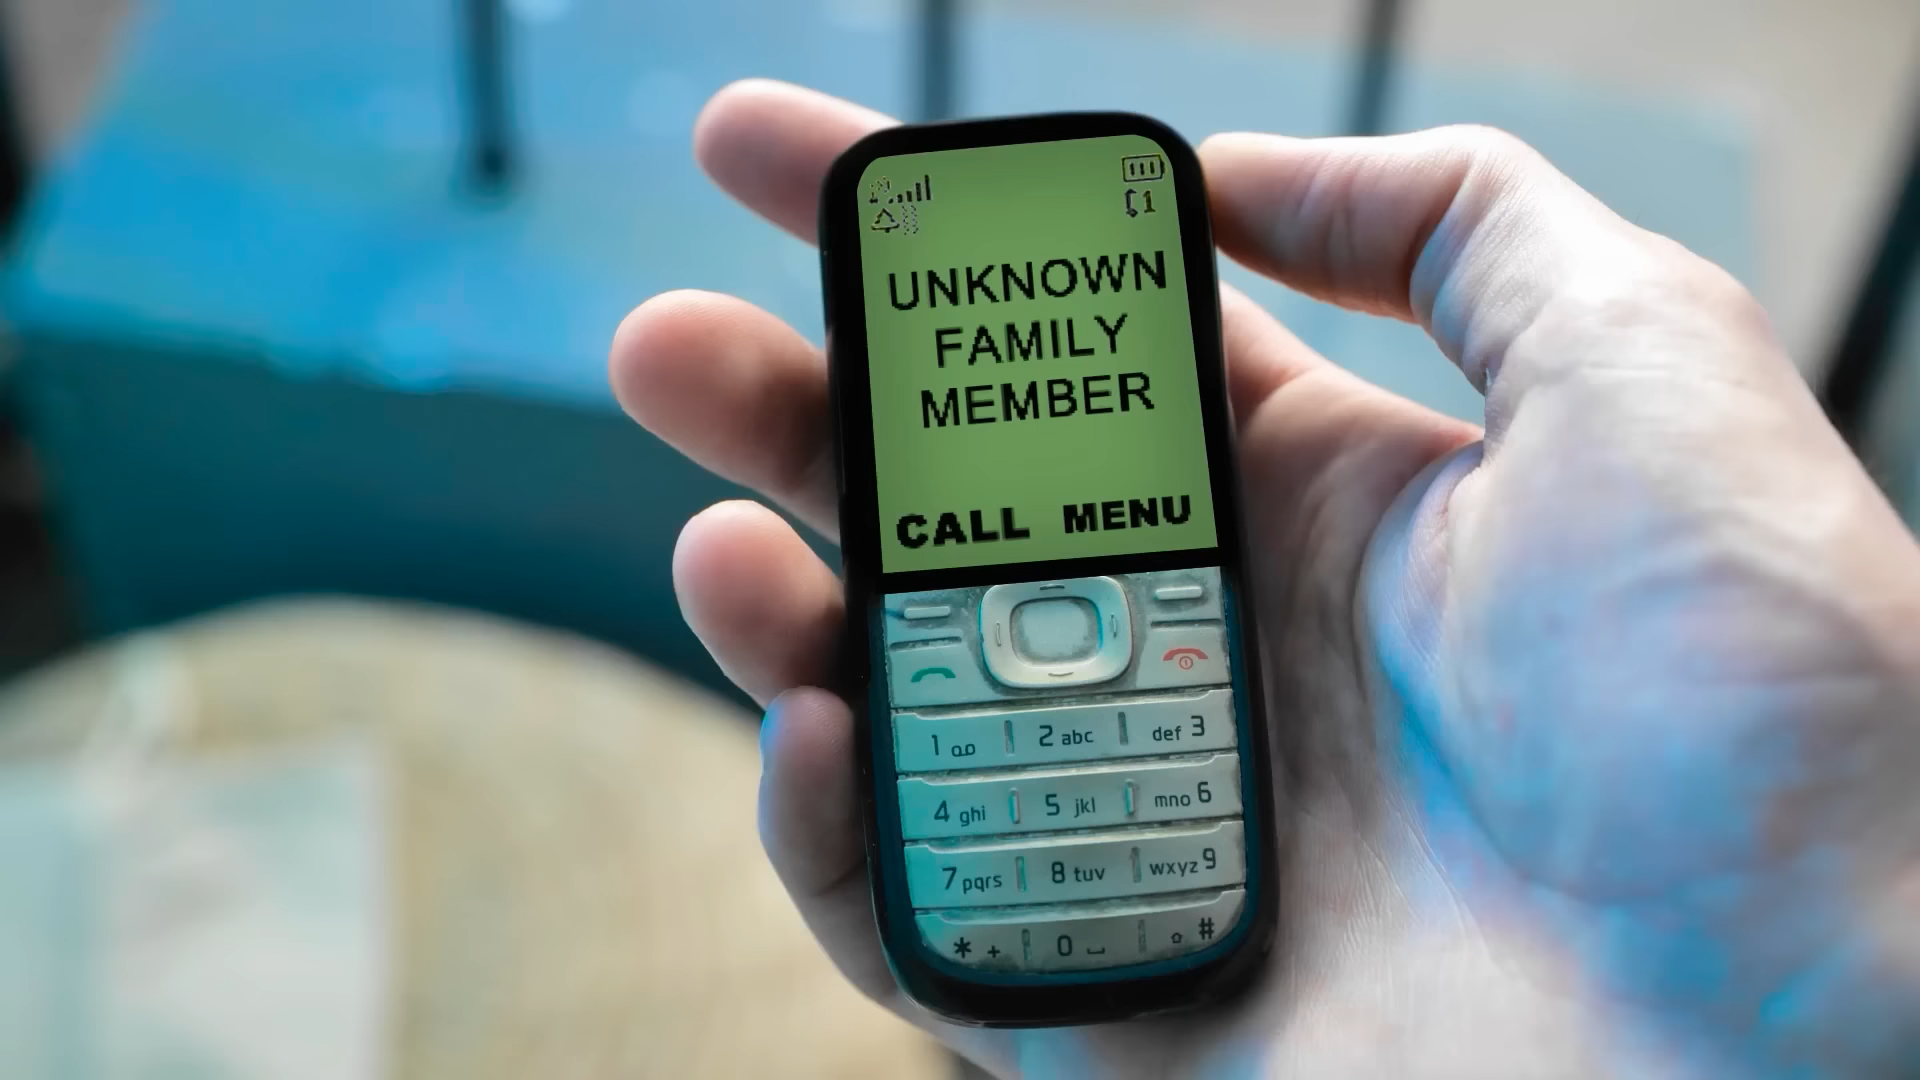 1
UNKNOWN
FAMILY
MEMBER
CALL MENU
1 2 abc def 3
4 ghi 5 jkl mno 6
7 pqrs 8 tuv wxyz 9
* + 0 #